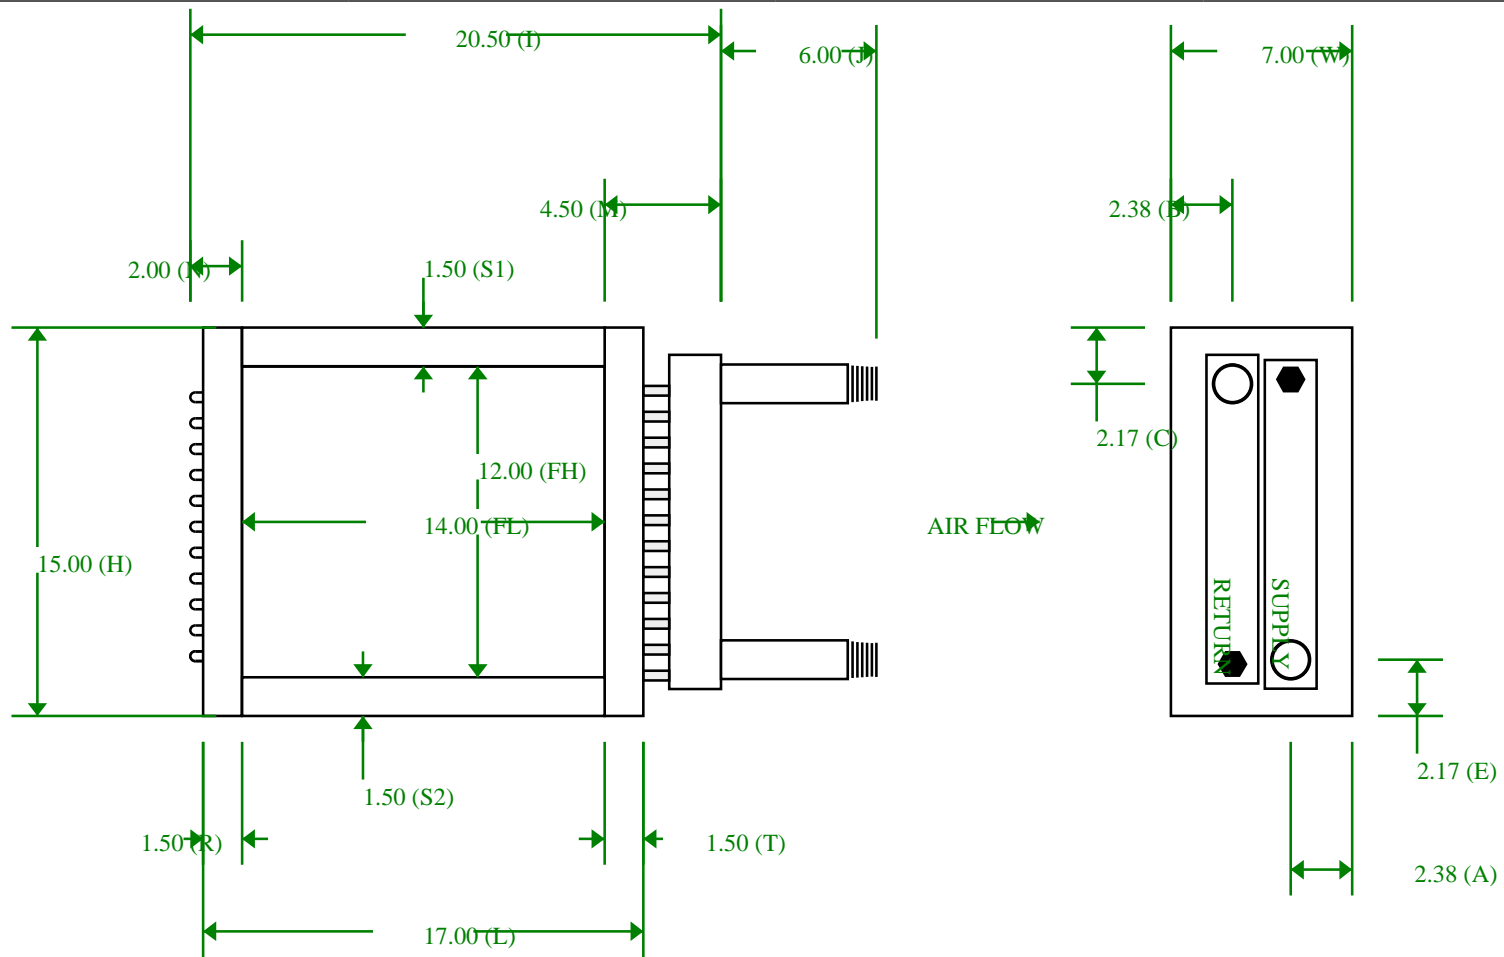 20.50 (I)
6.00 (J)
7.00 (W)
4.50 (M)
2.38 (B)
2.00 (N)
1.50 (S1)
2.17 (C)
12.00 (FH)
14.00 (FL)
AIR FLOW
15.00 (H)
RETURN
SUPPLY
2.17 (E)
1.50 (S2)
1.50 (R)
1.50 (T)
2.38 (A)
17.00 (L)